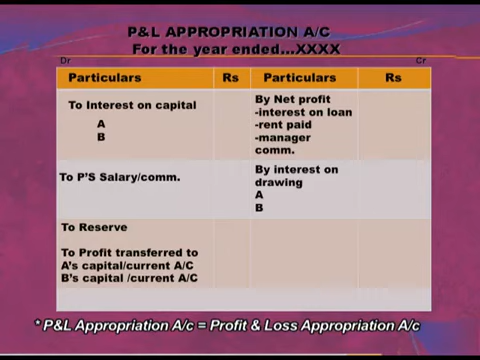 P&L APPROPRIATION A/C
For the year ended...XXXX
Dr Cr
Particulars Rs Particulars Rs
To Interest on capital
A
B
By Net profit
-interest on loan
-rent paid
-manager
comm.
To P'S Salary/comm.
By interest on
drawing
A
B
To Reserve
To Profit transferred to
A's capital/current A/C
B's capital /current A/C
* P&L Appropriation A/c = Profit & Loss Appropriation A/c